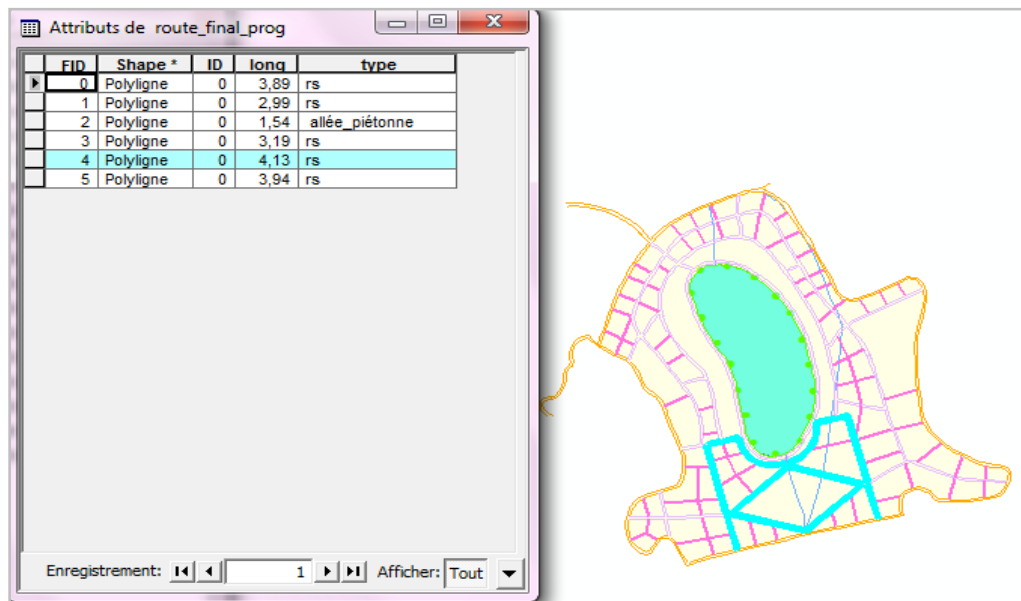 Attributs de route_final_prog
FID Shape * ID long type
0 Polyligne 0 3,89 rs
1 Polyligne 0 2,99 rs
2 Polyligne 0 1,54 allée_piétonne
3 Polyligne 0 3,19 rs
4 Polyligne 0 4,13 rs
5 Polyligne 0 3,94 rs
Enregistrement: 1 Afficher: Tout